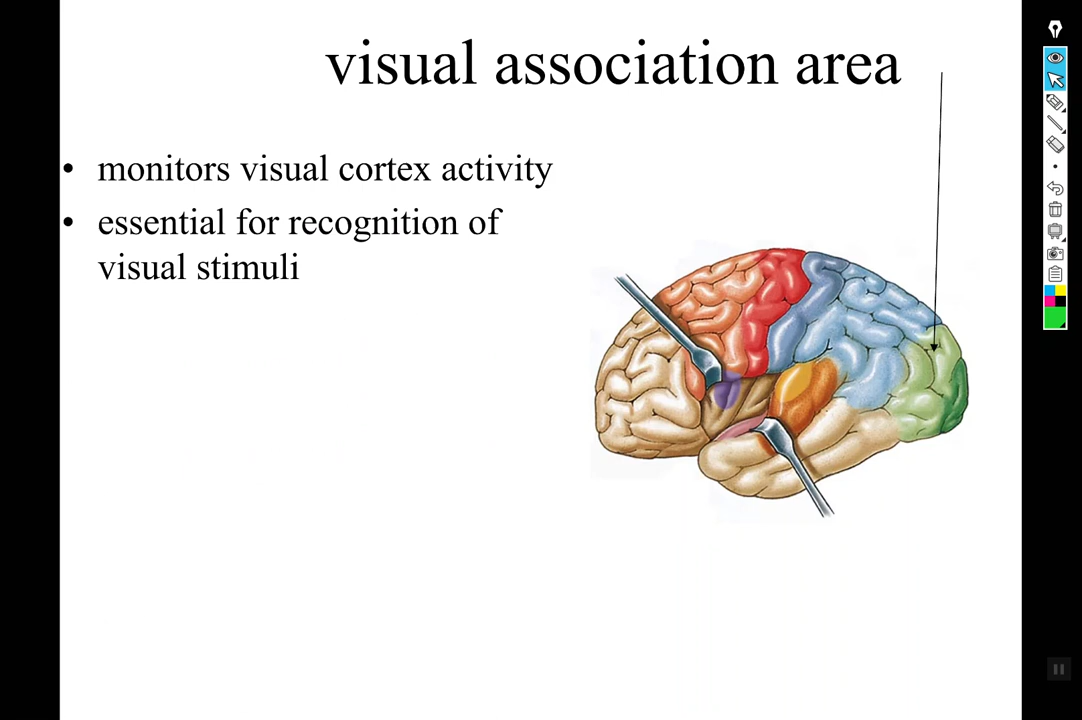 visual association area
• monitors visual cortex activity
• essential for recognition of
visual stimuli